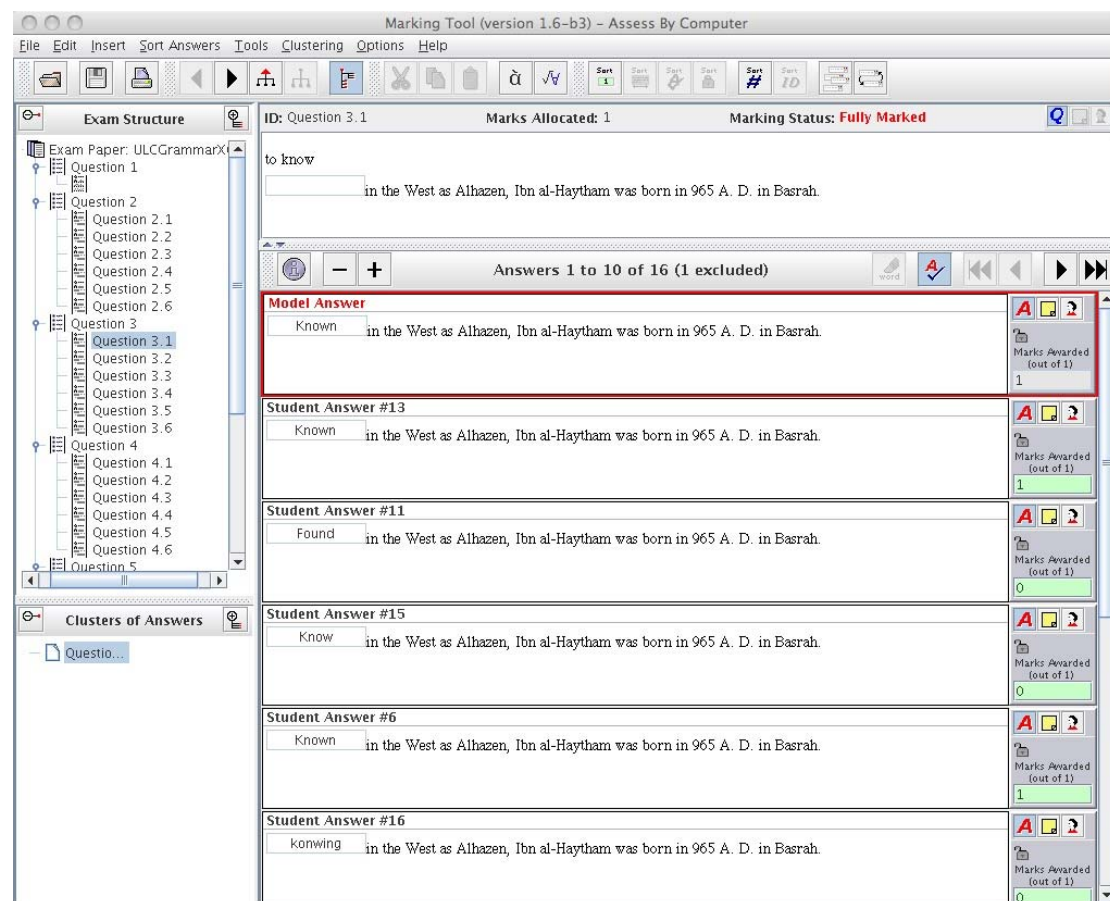 Marking Tool (version 1.6-b3) - Assess By Computer
File Edit Insert Sort Answers Tools Clustering Options Help
à √∀ Sort 1 Sort Sort Sort Sort # Sort ID
Exam Structure
Exam Paper: ULCGrammarX
Question 1
Question 2
Question 2.1
Question 2.2
Question 2.3
Question 2.4
Question 2.5
Question 2.6
Question 3
Question 3.1
Question 3.2
Question 3.3
Question 3.4
Question 3.5
Question 3.6
Question 4
Question 4.1
Question 4.2
Question 4.3
Question 4.4
Question 4.5
Question 4.6
Question 5
Clusters of Answers
Questio...
ID: Question 3.1 Marks Allocated: 1 Marking Status: Fully Marked Q
to know
in the West as Alhazen, Ibn al-Haytham was born in 965 A. D. in Basrah.
Answers 1 to 10 of 16 (1 excluded) word A
Model Answer
Known in the West as Alhazen, Ibn al-Haytham was born in 965 A. D. in Basrah.
A
Marks Awarded
(out of 1)
1
Student Answer #13
Known in the West as Alhazen, Ibn al-Haytham was born in 965 A. D. in Basrah.
A
Marks Awarded
(out of 1)
1
Student Answer #11
Found in the West as Alhazen, Ibn al-Haytham was born in 965 A. D. in Basrah.
A
Marks Awarded
(out of 1)
0
Student Answer #15
Know in the West as Alhazen, Ibn al-Haytham was born in 965 A. D. in Basrah.
A
Marks Awarded
(out of 1)
0
Student Answer #6
Known in the West as Alhazen, Ibn al-Haytham was born in 965 A. D. in Basrah.
A
Marks Awarded
(out of 1)
1
Student Answer #16
konwing in the West as Alhazen, Ibn al-Haytham was born in 965 A. D. in Basrah.
A
Marks Awarded
(out of 1)
0